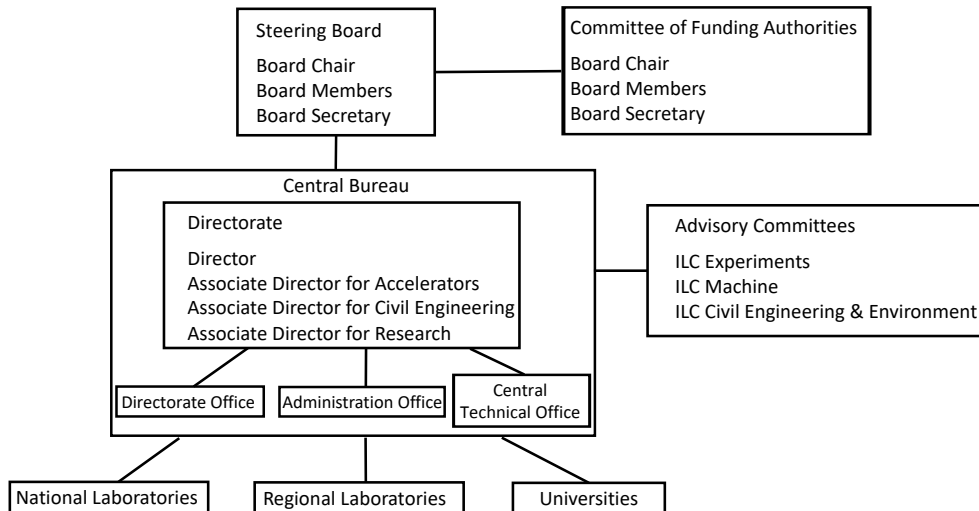 Steering Board
Board Chair
Board Members
Board Secretary
Committee of Funding Authorities
Board Chair
Board Members
Board Secretary
Central Bureau
Directorate
Director
Associate Director for Accelerators
Associate Director for Civil Engineering
Associate Director for Research
Advisory Committees
ILC Experiments
ILC Machine
ILC Civil Engineering & Environment
Directorate Office
Administration Office
Central
Technical Office
National Laboratories
Regional Laboratories
Universities